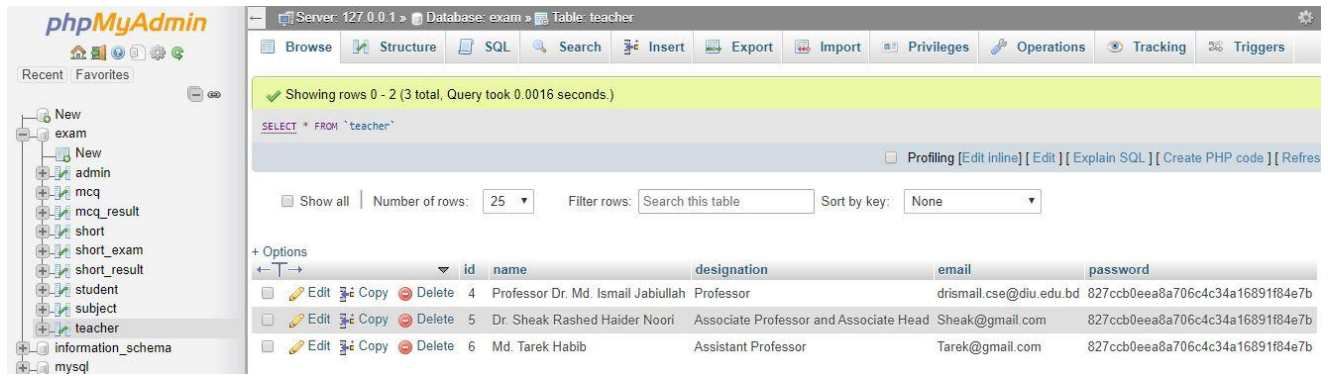 phpMyAdmin
Recent Favorites
New
exam
New
admin
mcq
mcq_result
short
short_exam
short_result
student
subject
teacher
information_schema
mysql
Server: 127.0.0.1 » Database: exam » Table: teacher
Browse Structure SQL Search Insert Export Import Privileges Operations Tracking Triggers
Showing rows 0 - 2 (3 total, Query took 0.0016 seconds.)
SELECT * FROM `teacher`
Profiling [Edit inline] [ Edit ] [ Explain SQL ] [ Create PHP code ] [ Refres
Show all Number of rows: 25 Filter rows: Search this table Sort by key: None
+ Options
id name designation email password
Edit Copy Delete 4 Professor Dr. Md. Ismail Jabiullah Professor drismail.cse@diu.edu.bd 827ccb0eea8a706c4c34a16891f84e7b
Edit Copy Delete 5 Dr. Sheak Rashed Haider Noori Associate Professor and Associate Head Sheak@gmail.com 827ccb0eea8a706c4c34a16891f84e7b
Edit Copy Delete 6 Md. Tarek Habib Assistant Professor Tarek@gmail.com 827ccb0eea8a706c4c34a16891f84e7b